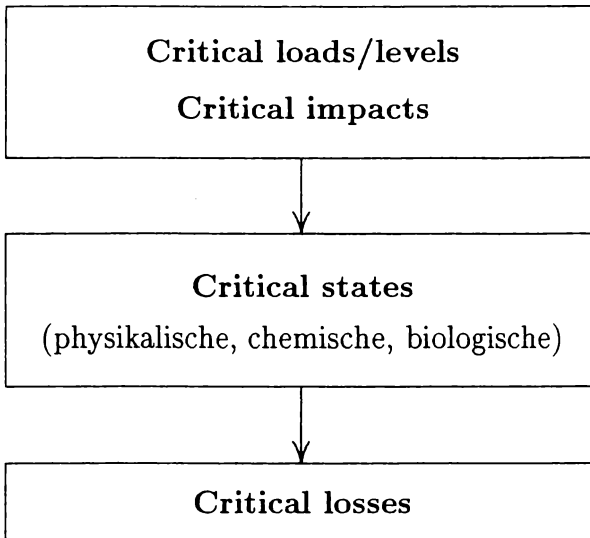 Critical loads/levels
Critical impacts
Critical states
(physikalische, chemische, biologische)
Critical losses